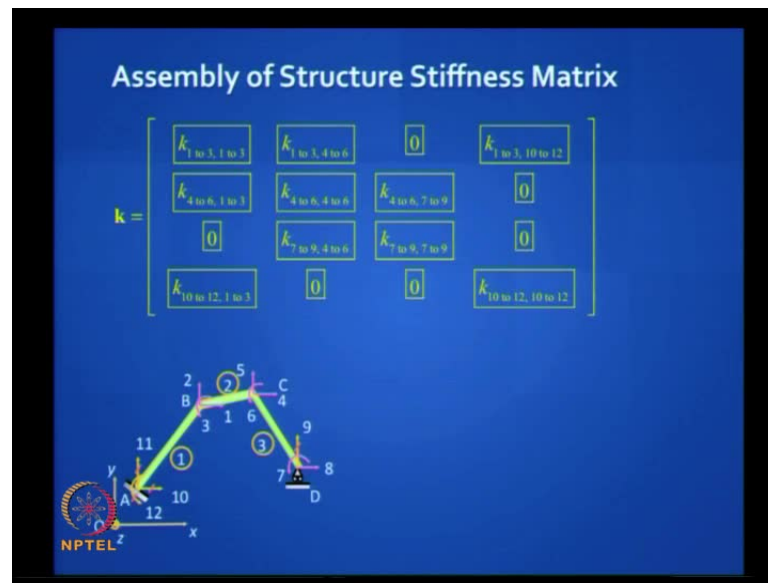 Assembly of Structure Stiffness Matrix
k =
k1 to 3, 1 to 3 k1 to 3, 4 to 6 0 k1 to 3, 10 to 12
k4 to 6, 1 to 3 k4 to 6, 4 to 6 k4 to 6, 7 to 9 0
0 k7 to 9, 4 to 6 k7 to 9, 7 to 9 0
k10 to 12, 1 to 3 0 0 k10 to 12, 10 to 12
5
2 2 C
B 4
3 1 6
9
11 3
1
7 8
y
A 10
D
12
O x
z
NPTEL